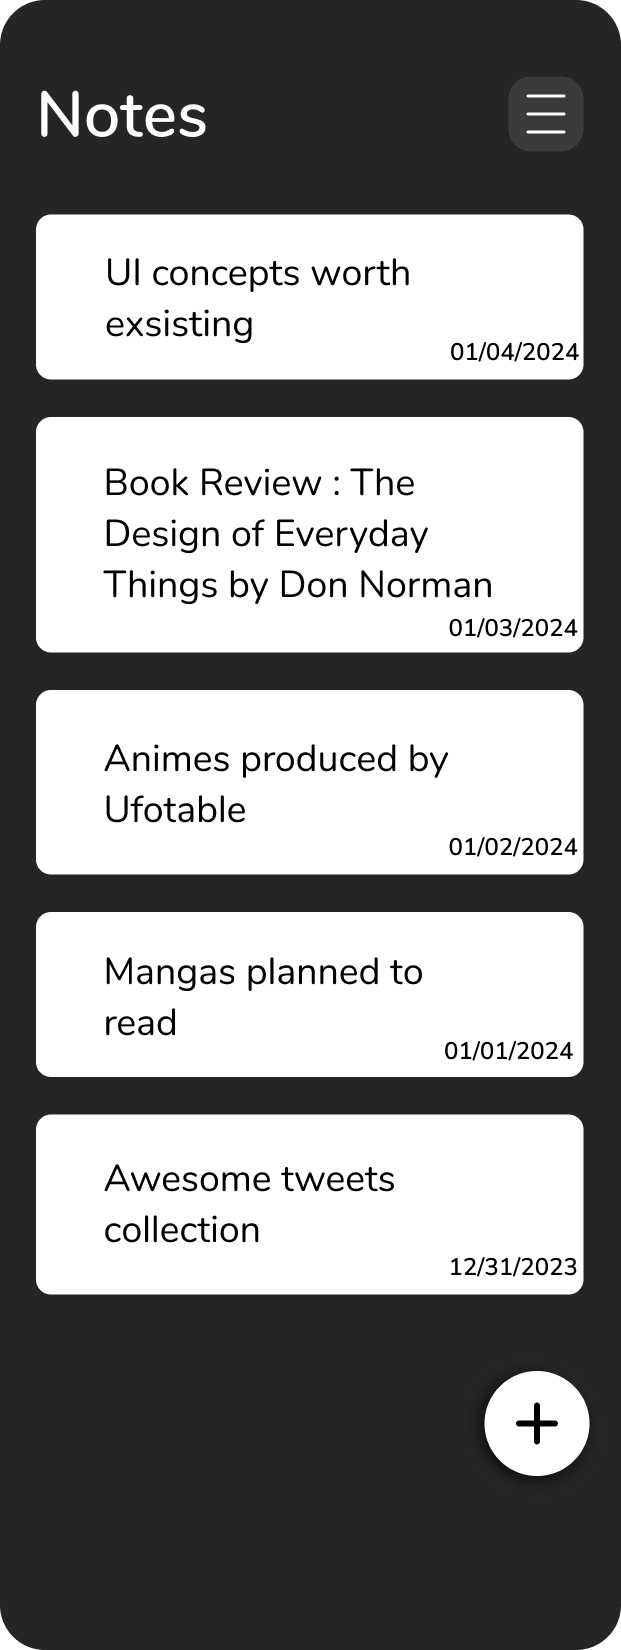 Notes
UI concepts worth
exsisting
01/04/2024
Book Review : The
Design of Everyday
Things by Don Norman
01/03/2024
Animes produced by
Ufotable
01/02/2024
Mangas planned to
read
01/01/2024
Awesome tweets
collection
12/31/2023